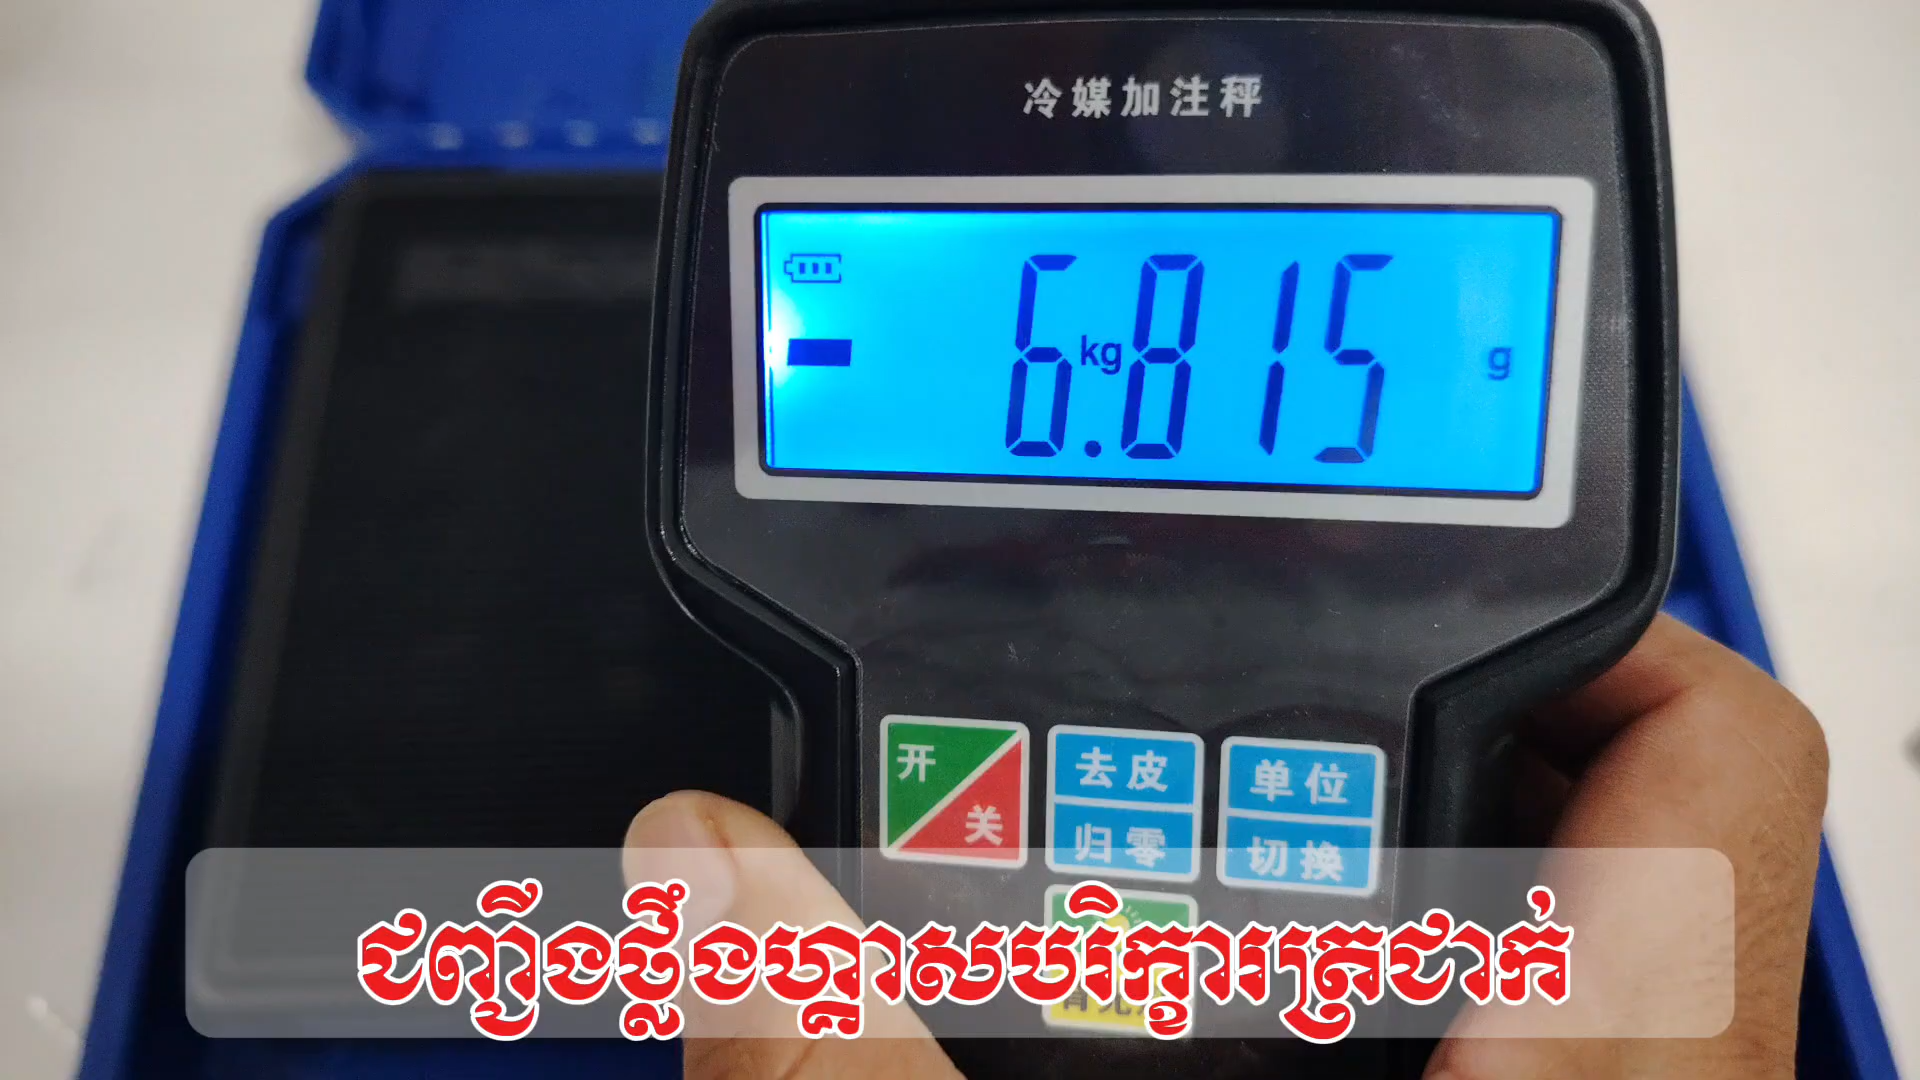 冷媒加注秤
- 6.815 kg g
开 关
去皮 单位
归零 切换
ជញ្ជីងថ្លឹងហ្គាសបរិក្ខារត្រជាក់